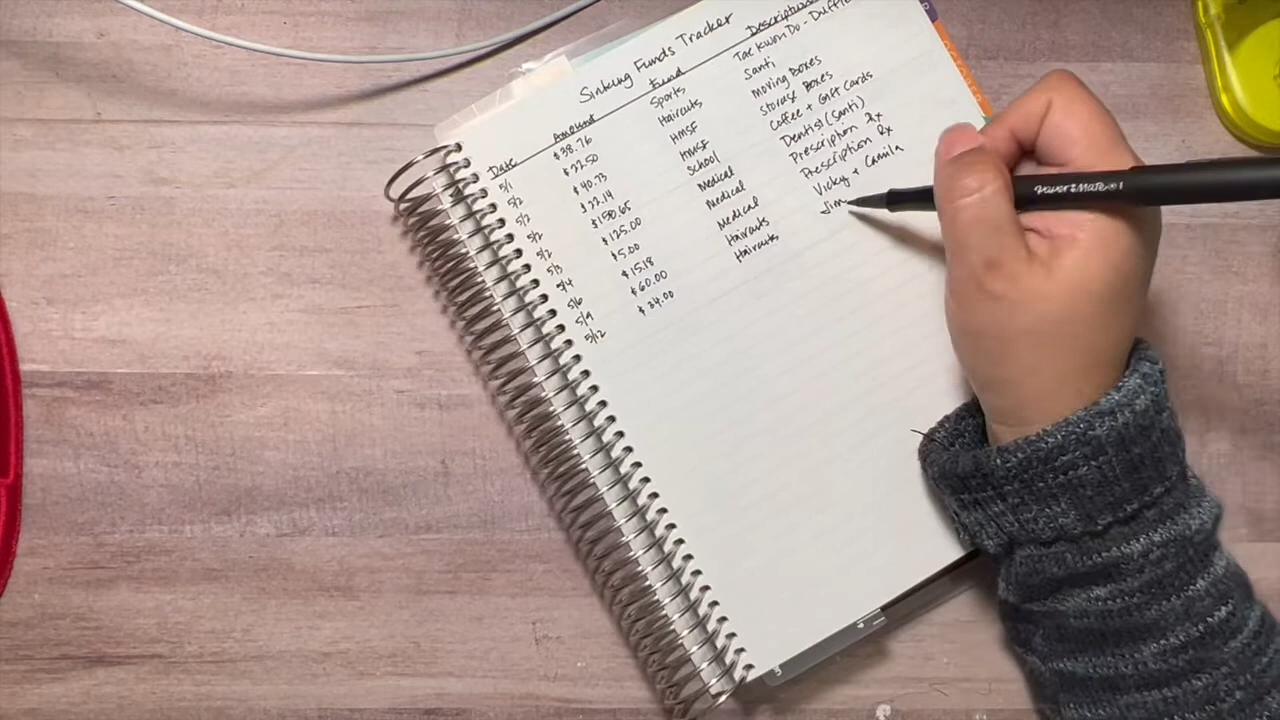 Sinking Funds Tracker
Date Amount Fund Description
5/1 $38.76 Sports Tae Kwon Do - Duffle
5/2 $22.50 Haircuts Santi
5/2 $40.73 HMSF Moving Boxes
5/2 $22.14 HMSF Storage Boxes
5/2 $150.65 School Coffee + Gift Cards
5/3 $125.00 Medical Dentist (Santi)
5/4 $5.00 Medical Prescription Rx
5/6 $15.18 Medical Prescription Rx
5/9 $60.00 Haircuts Vicky + Camila
5/12 $34.00 Haircuts Jim
Paper Mate